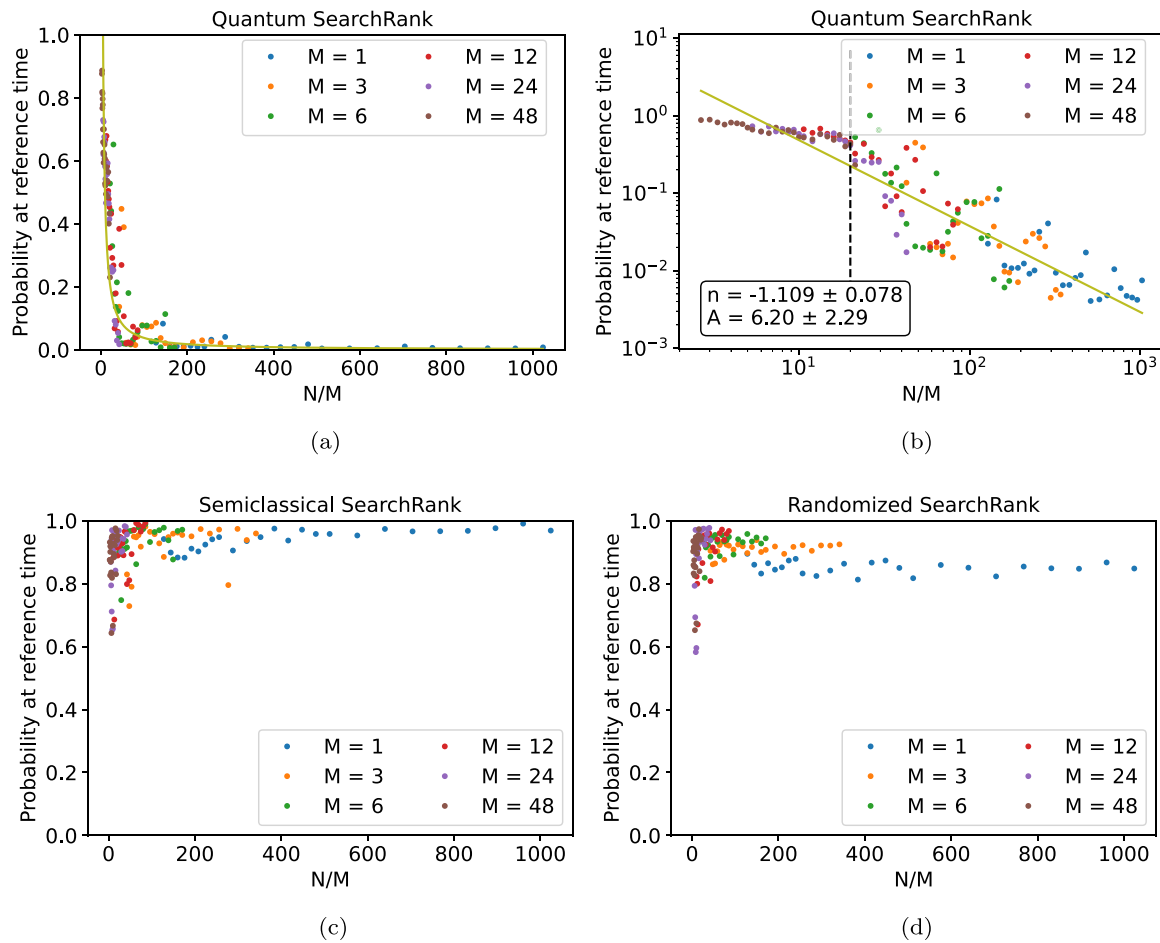 Quantum SearchRank
Probability at reference time
1.0
0.8
0.6
0.4
0.2
0.0
M = 1
M = 3
M = 6
M = 12
M = 24
M = 48
0
200
400
600
800
1000
N/M
(a)
Quantum SearchRank
Probability at reference time
10^1
10^0
10^−1
10^−2
10^−3
M = 1
M = 3
M = 6
M = 12
M = 24
M = 48
n = -1.109 ± 0.078
A = 6.20 ± 2.29
10^1
10^2
10^3
N/M
(b)
Semiclassical SearchRank
Probability at reference time
1.0
0.8
0.6
0.4
0.2
0.0
M = 1
M = 3
M = 6
M = 12
M = 24
M = 48
0
200
400
600
800
1000
N/M
(c)
Randomized SearchRank
Probability at reference time
1.0
0.8
0.6
0.4
0.2
0.0
M = 1
M = 3
M = 6
M = 12
M = 24
M = 48
0
200
400
600
800
1000
N/M
(d)